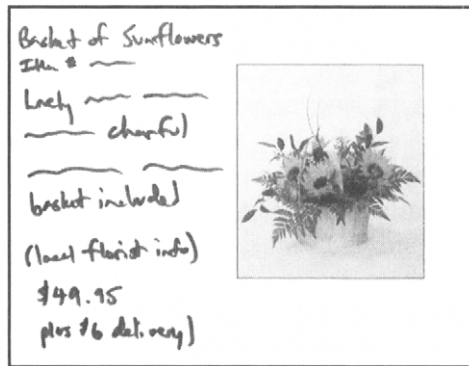 Basket of Sunflowers
Item #
Lovely
cheerful
basket included
(local florist info)
$49.95
plus $6 delivery)